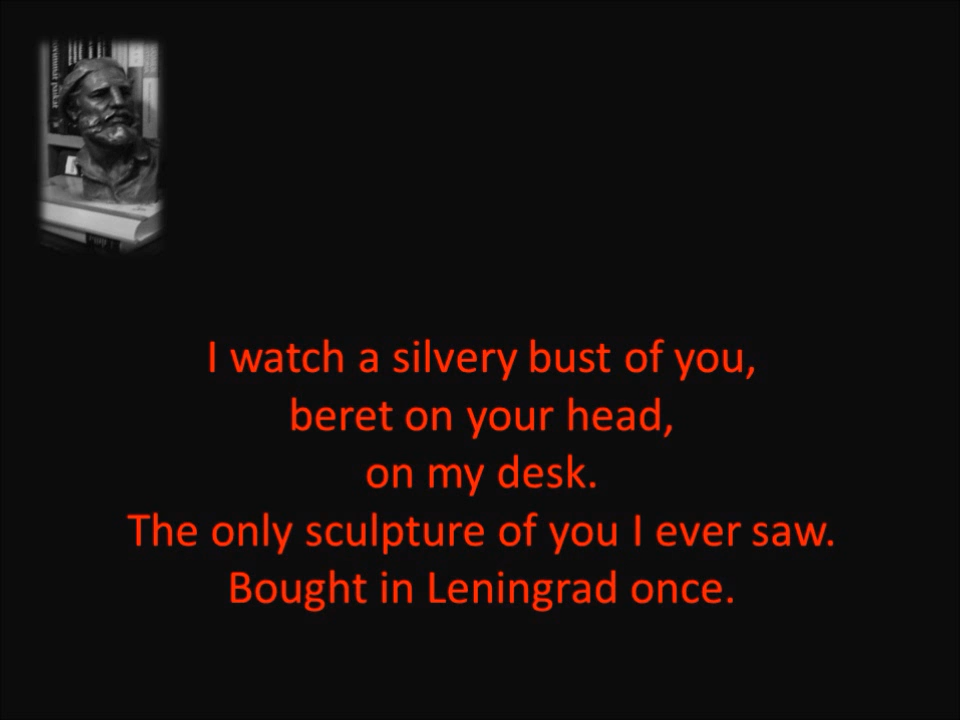 I watch a silvery bust of you,
beret on your head,
on my desk.
The only sculpture of you I ever saw.
Bought in Leningrad once.